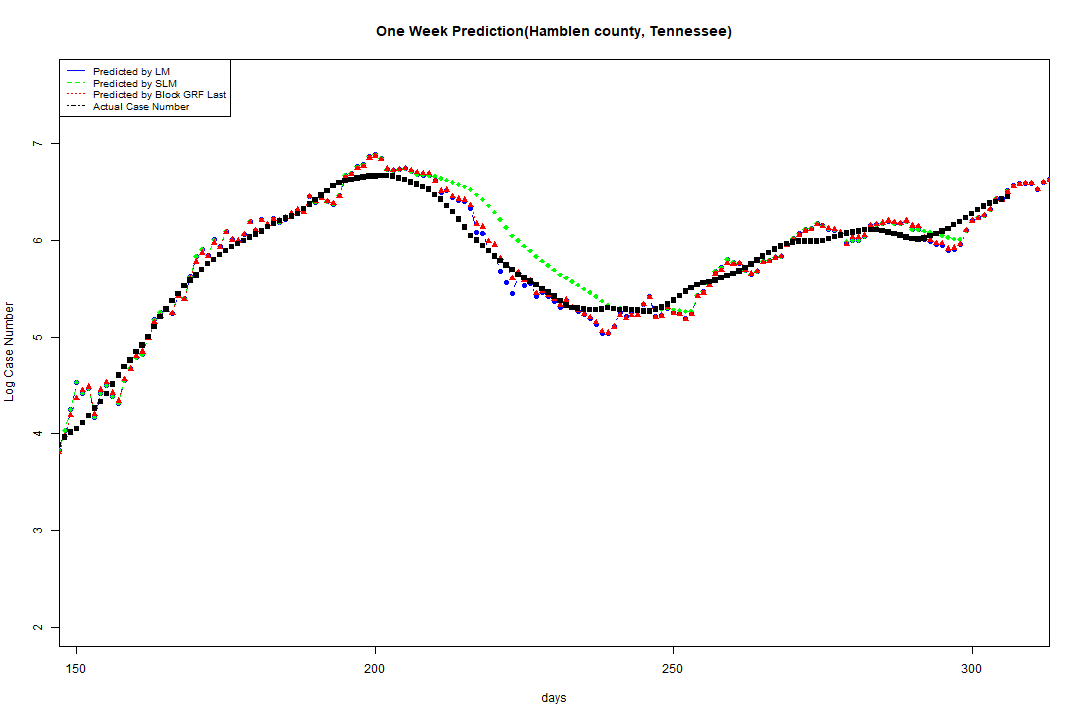 One Week Prediction(Hamblen county, Tennessee)
Predicted by LM
Predicted by SLM
Predicted by Block GRF Last
Actual Case Number
7
6
5
4
3
2
Log Case Number
150 200 250 300
days